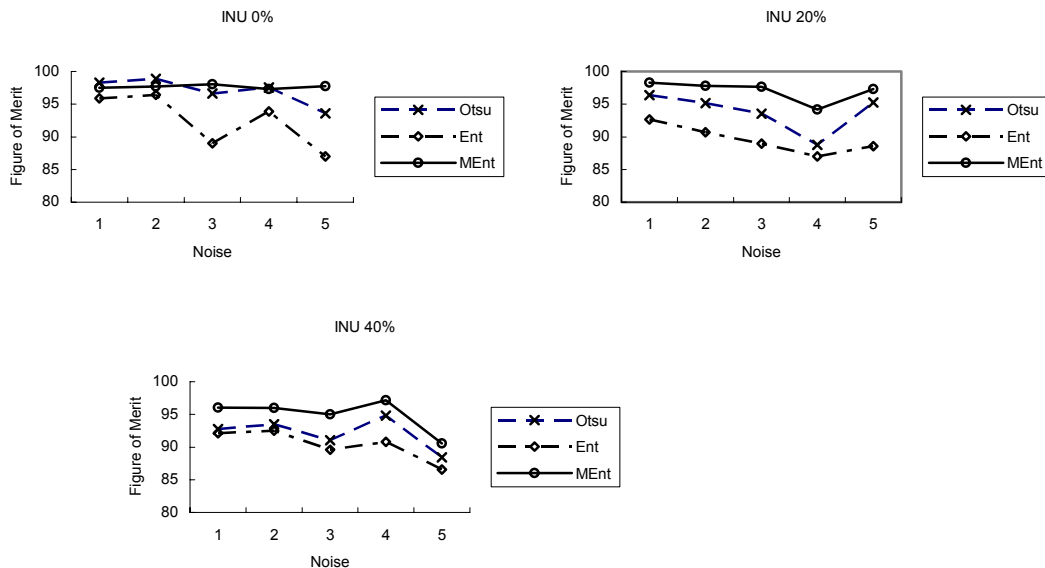 INU 0%
100
95
90
85
80
Figure of Merit
1 2 3 4 5
Noise
Otsu
Ent
MEnt
INU 20%
100
95
90
85
80
Figure of Merit
1 2 3 4 5
Noise
Otsu
Ent
MEnt
INU 40%
100
95
90
85
80
Figure of Merit
1 2 3 4 5
Noise
Otsu
Ent
MEnt